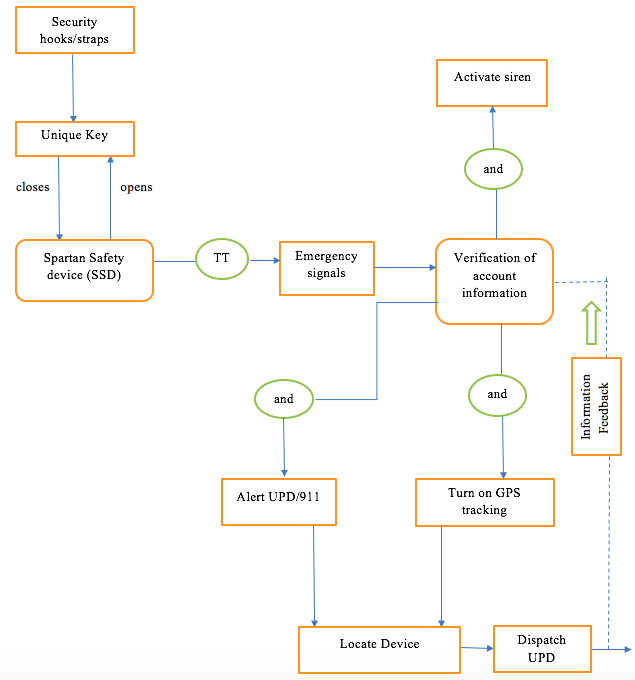 Security
hooks/straps
Activate siren
Unique Key
and
closes
opens
Spartan Safety
device (SSD)
TT
Emergency
signals
Verification of
account
information
and
and
Information
Feedback
Alert UPD/911
Turn on GPS
tracking
Locate Device
Dispatch
UPD